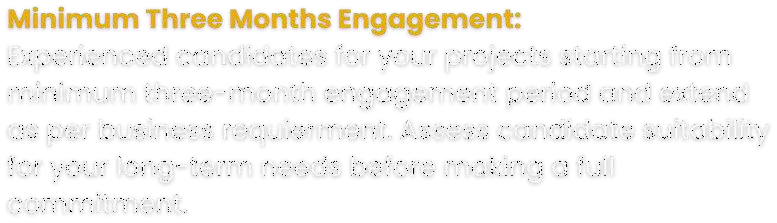 Minimum Three Months Engagement:
Experienced candidates for your projects starting from
minimum three-month engagement period and extend
as per business requierment. Assess candidate suitability
for your long-term needs before making a full
commitment.